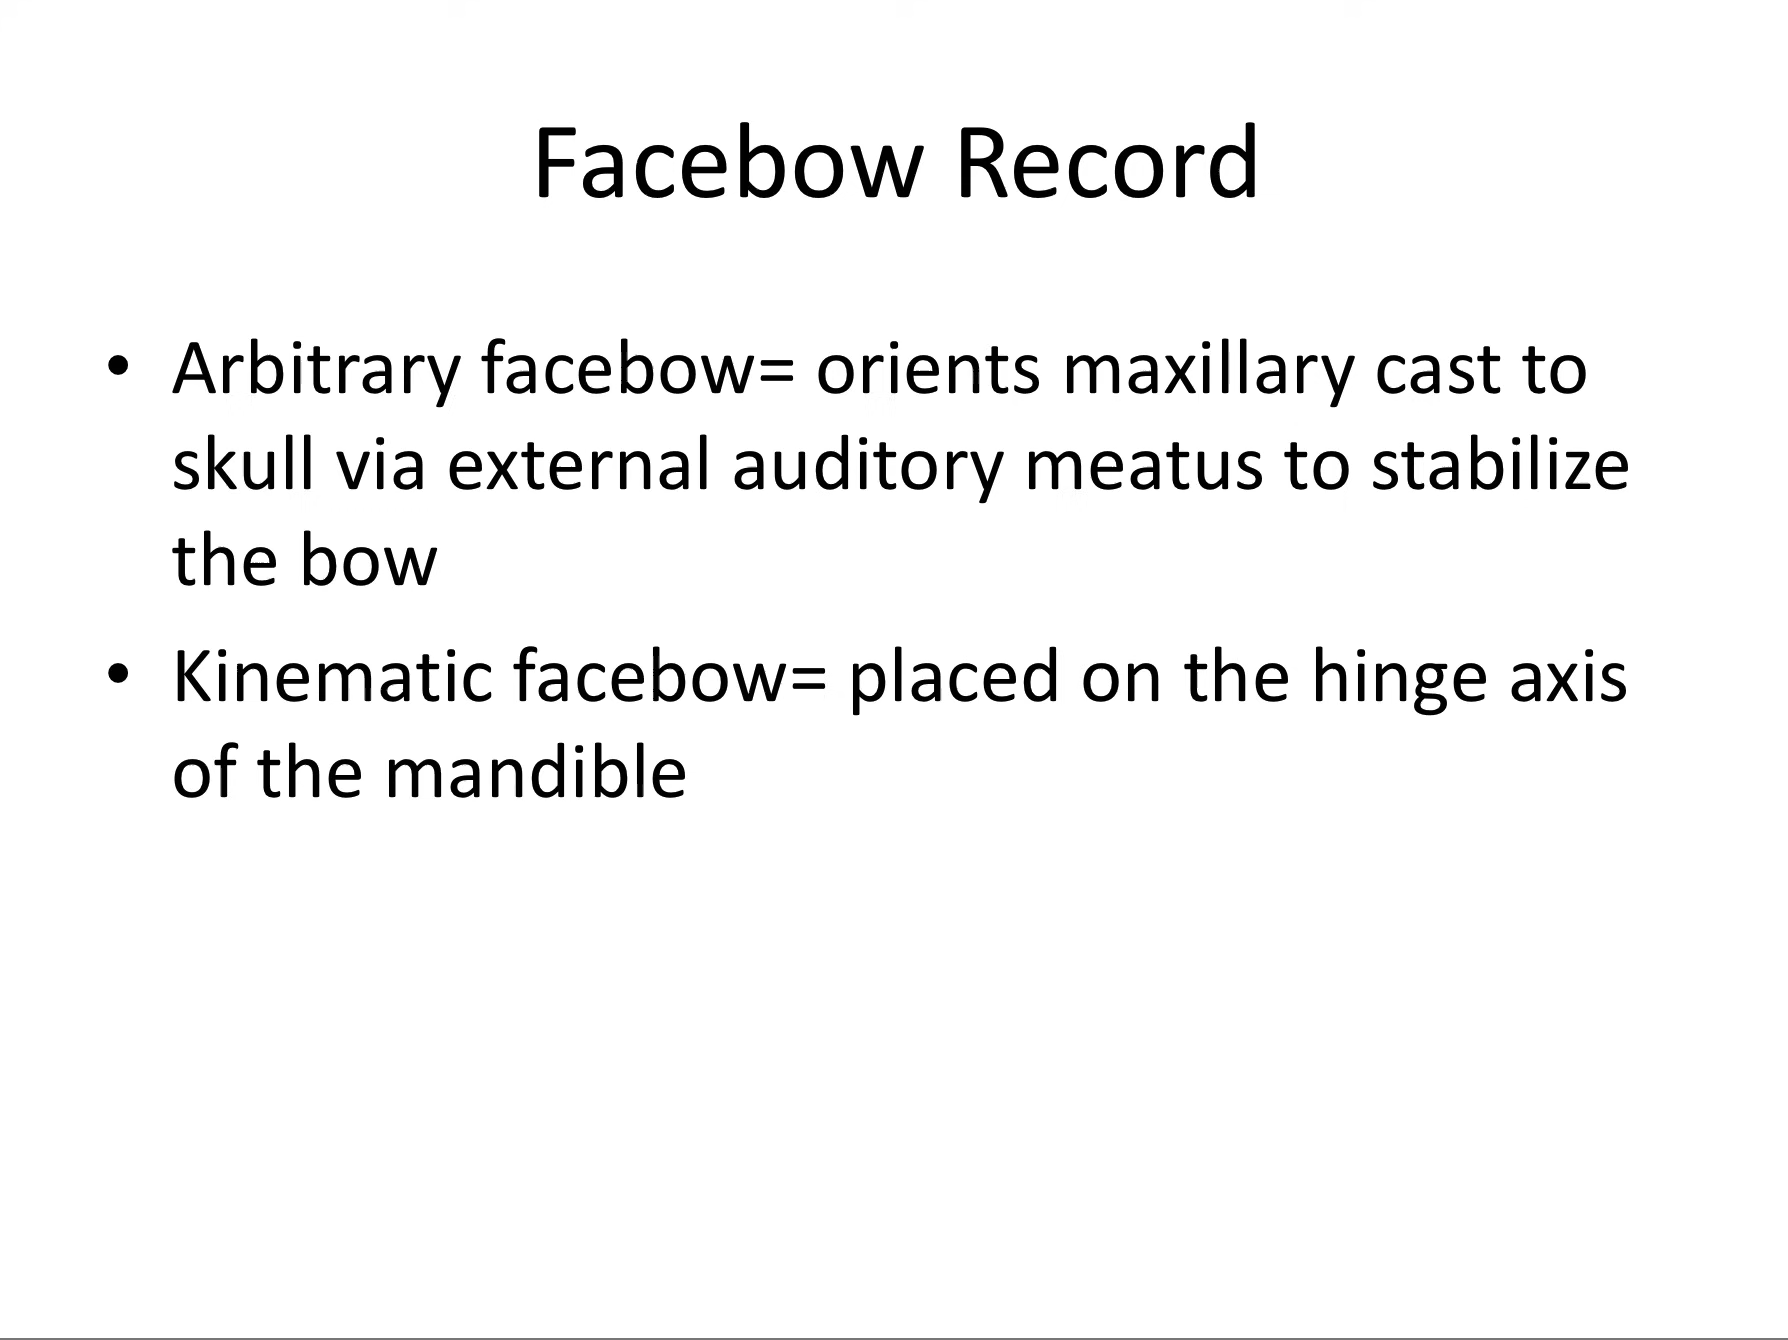 Facebow Record
• Arbitrary facebow= orients maxillary cast to
skull via external auditory meatus to stabilize
the bow
• Kinematic facebow= placed on the hinge axis
of the mandible